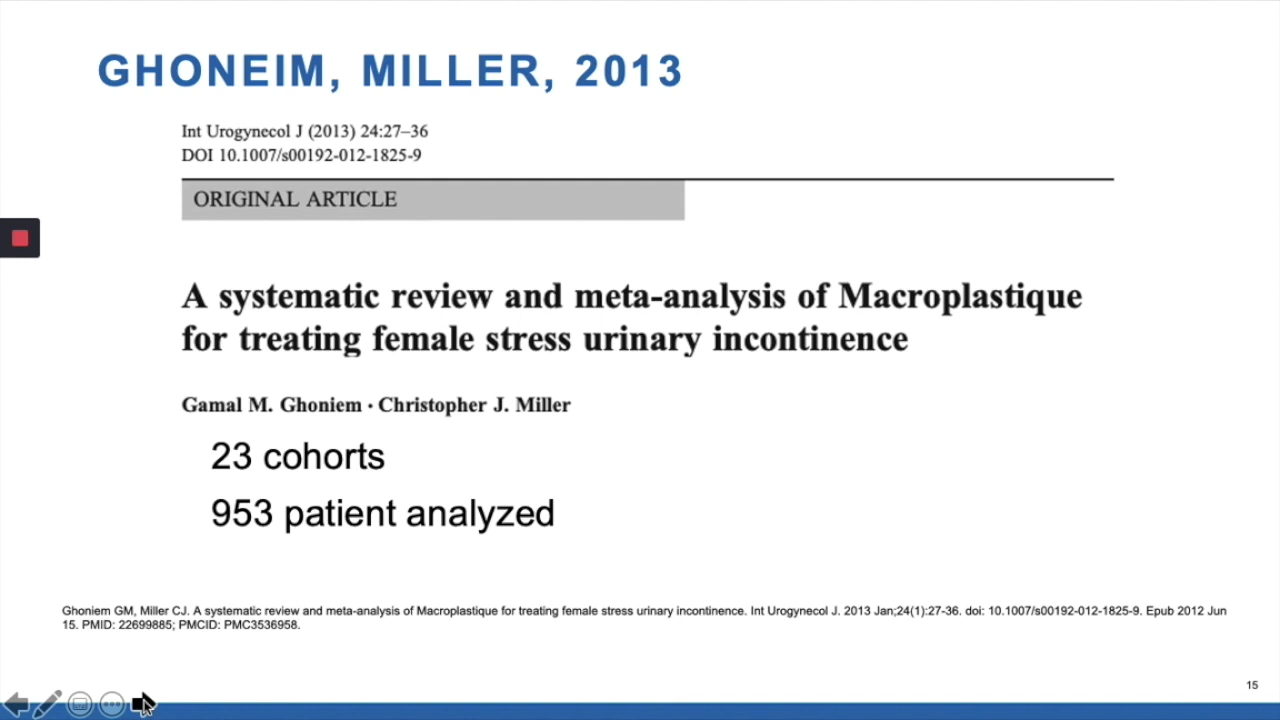 GHONEIM, MILLER, 2013
Int Urogynecol J (2013) 24:27–36
DOI 10.1007/s00192-012-1825-9
ORIGINAL ARTICLE
A systematic review and meta-analysis of Macroplastique
for treating female stress urinary incontinence
Gamal M. Ghoniem · Christopher J. Miller
23 cohorts
953 patient analyzed
Ghoniem GM, Miller CJ. A systematic review and meta-analysis of Macroplastique for treating female stress urinary incontinence. Int Urogynecol J. 2013 Jan;24(1):27-36. doi: 10.1007/s00192-012-1825-9. Epub 2012 Jun
15. PMID: 22699885; PMCID: PMC3536958.
15